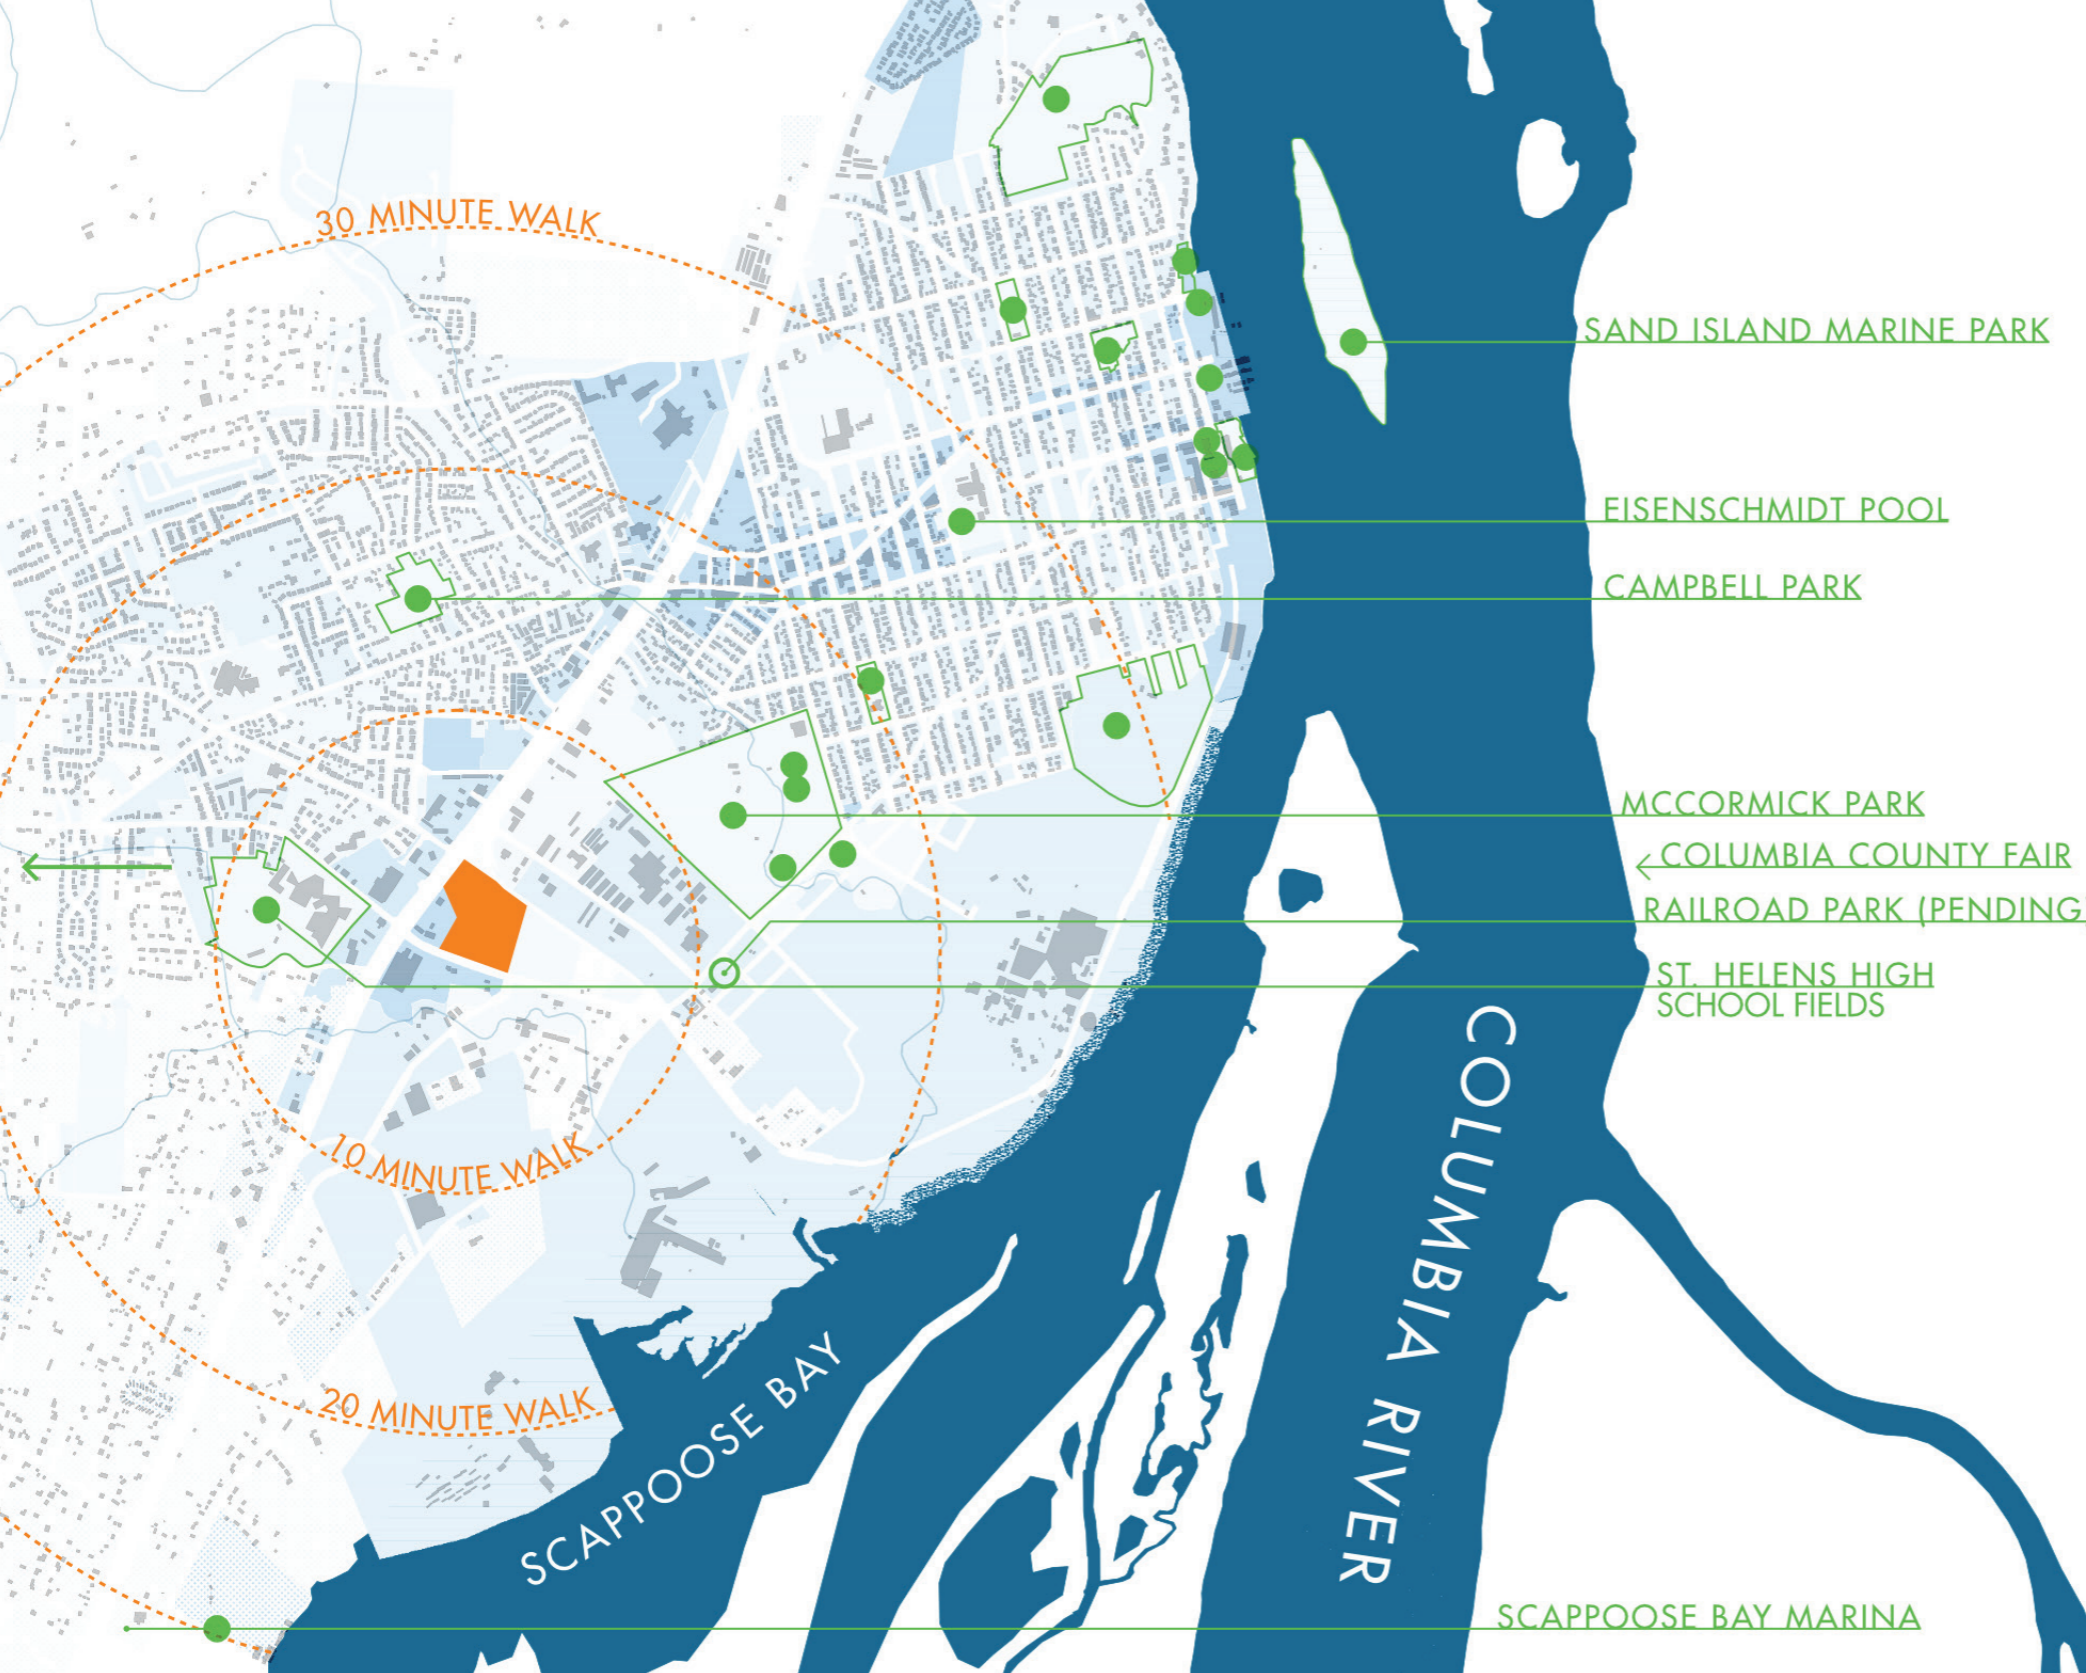 30 MINUTE WALK
SAND ISLAND MARINE PARK
EISENSCHMIDT POOL
CAMPBELL PARK
MCCORMICK PARK
COLUMBIA COUNTY FAIR
RAILROAD PARK (PENDING
ST. HELENS HIGH
SCHOOL FIELDS
10 MINUTE WALK
20 MINUTE WALK
SCAPPOOSE BAY
COLUMBIA RIVER
SCAPPOOSE BAY MARINA